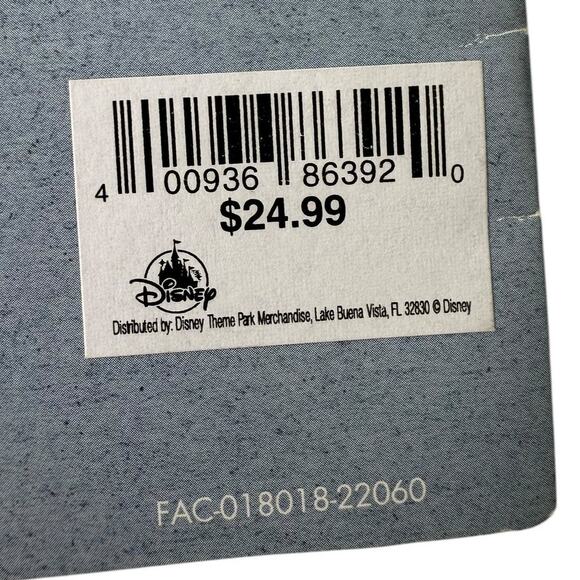 4 00936 86392 0
$24.99
Disney
Distributed by: Disney Theme Park Merchandise, Lake Buena Vista, FL 32830 © Disney
FAC-018018-22060